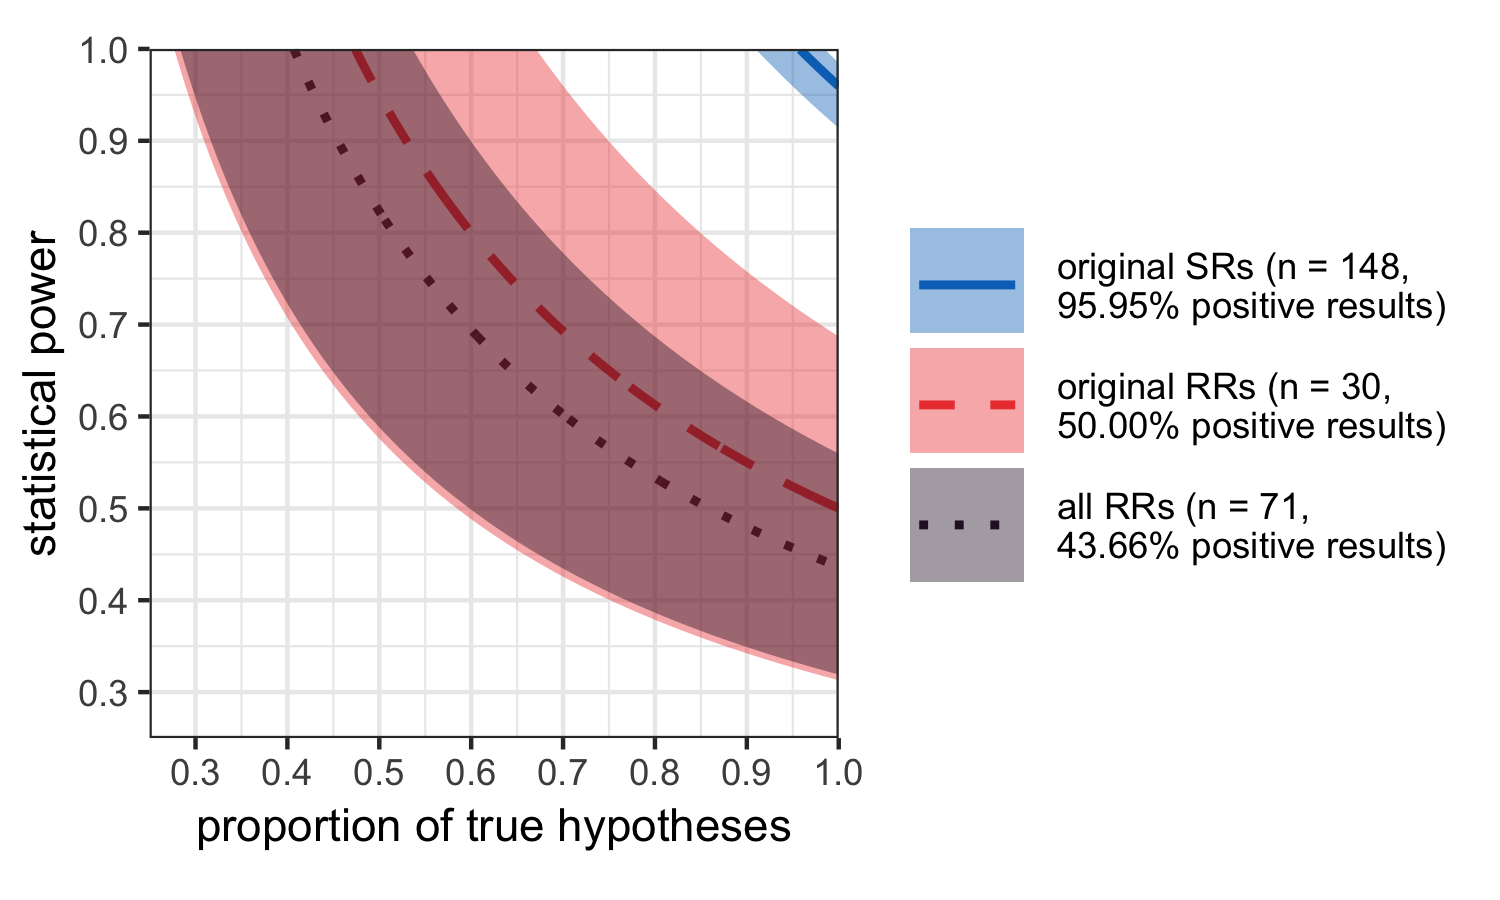 1.0
0.9
0.8
0.7
0.6
0.5
0.4
0.3
statistical power
0.3 0.4 0.5 0.6 0.7 0.8 0.9 1.0
proportion of true hypotheses
original SRs (n = 148,
95.95% positive results)
original RRs (n = 30,
50.00% positive results)
all RRs (n = 71,
43.66% positive results)